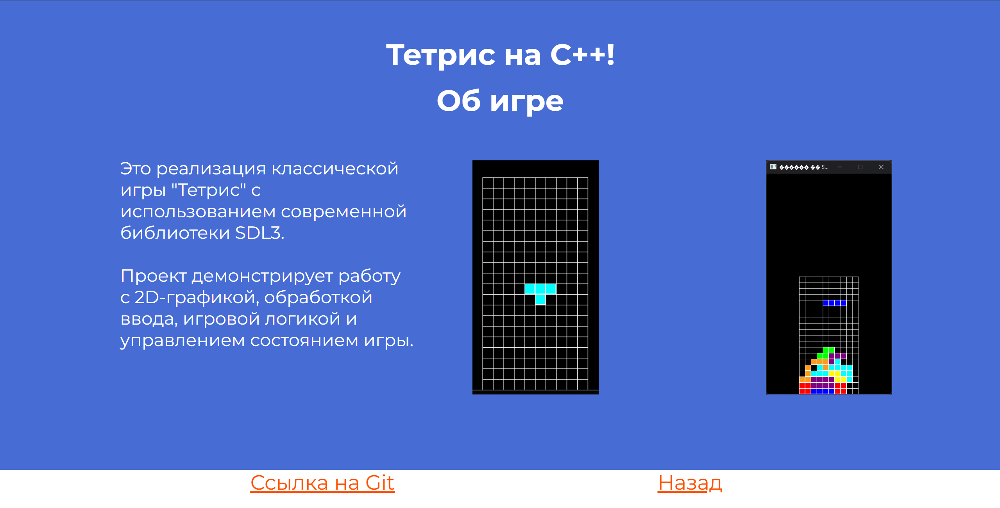 Тетрис на C++!
Об игре
Это реализация классической
игры "Тетрис" с
использованием современной
библиотеки SDL3.
Проект демонстрирует работу
с 2D-графикой, обработкой
ввода, игровой логикой и
управлением состоянием игры.
������ �� S...
Ссылка на Git
Назад